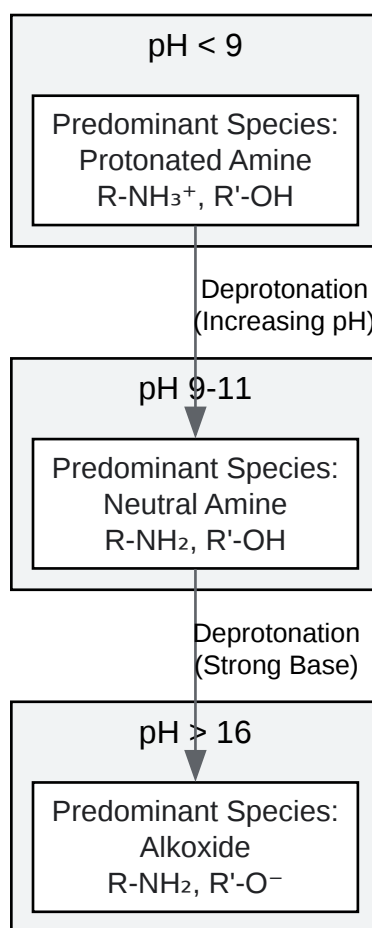 pH < 9
Predominant Species:
Protonated Amine
R-NH₃⁺, R'-OH
Deprotonation
(Increasing pH)
pH 9-11
Predominant Species:
Neutral Amine
R-NH₂, R'-OH
Deprotonation
(Strong Base)
pH > 16
Predominant Species:
Alkoxide
R-NH₂, R'-O⁻